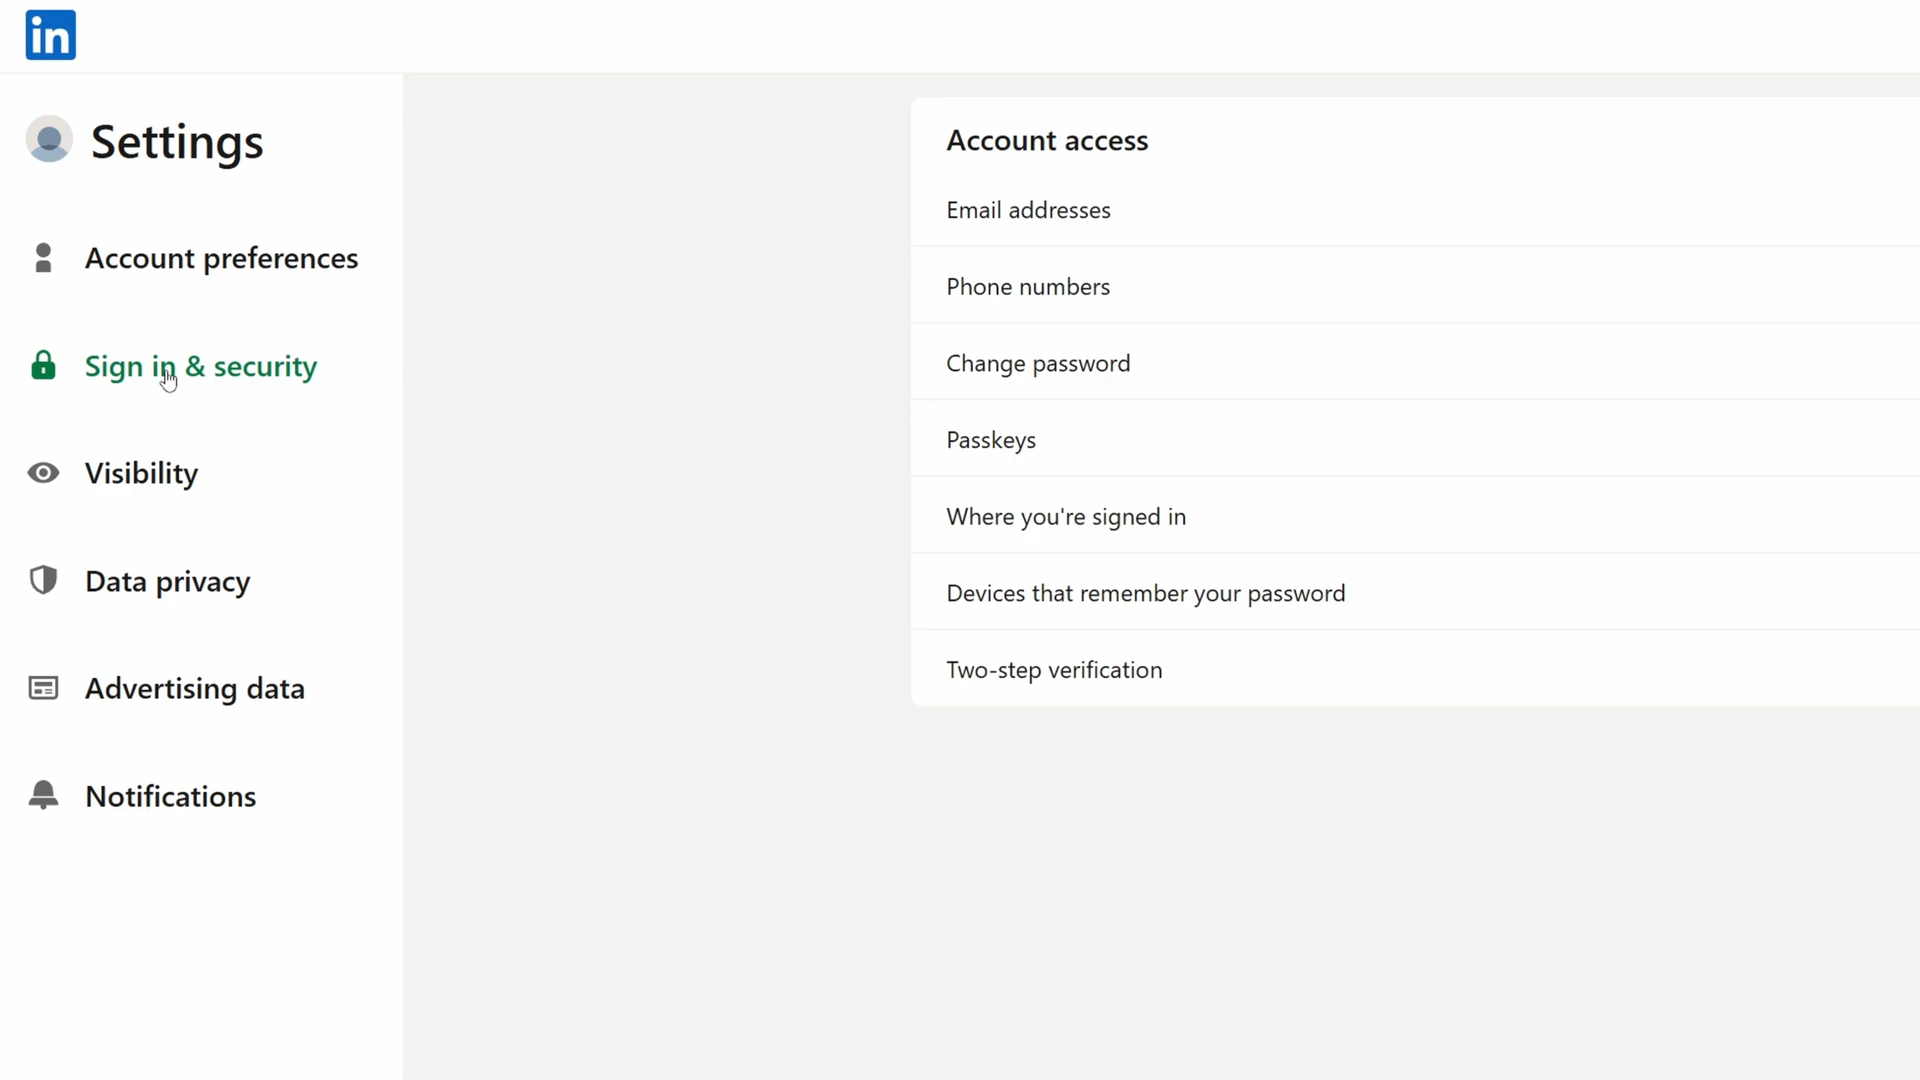 in
Settings
Account preferences
Sign in & security
Visibility
Data privacy
Advertising data
Notifications
Account access
Email addresses
Phone numbers
Change password
Passkeys
Where you're signed in
Devices that remember your password
Two-step verification